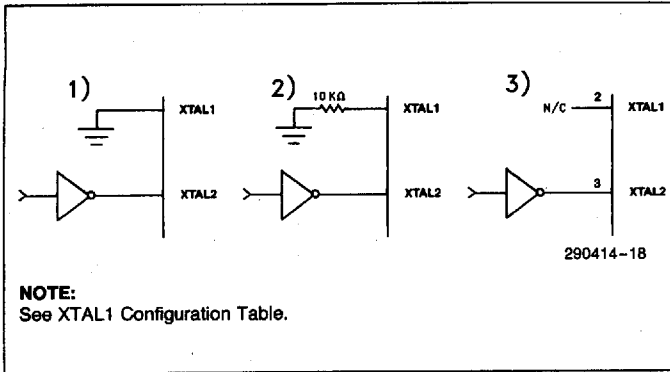 1)
XTAL1
XTAL2
2)
10 KΩ
XTAL1
XTAL2
3)
N/C
2
XTAL1
3
XTAL2
290414-18
NOTE:
See XTAL1 Configuration Table.